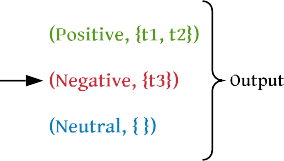 (Positive, {t1, t2})
(Negative, {t3})
Output
(Neutral, { })